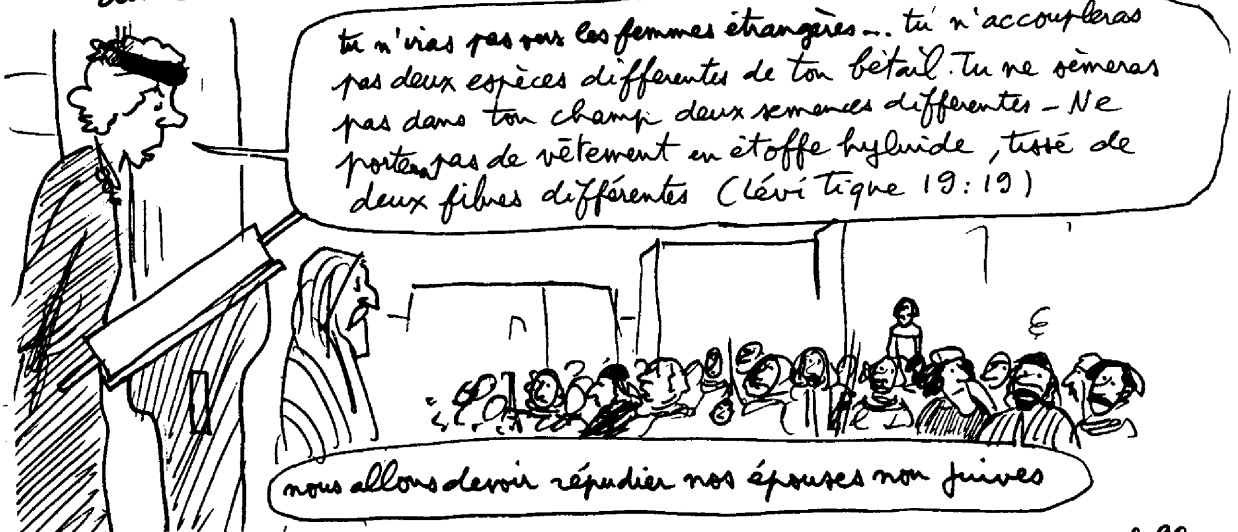 tu n'iras pas vers les femmes étrangères... tu n'accoupleras
pas deux espèces differentes de ton bétail. Tu ne sèmeras
pas dans ton champ deux semences differentes - Ne
porteras pas de vêtement en étoffe hybride, tissé de
deux fibres différentes (Lévitique 19:19)
nous allons devoir répudier nos épouses non juives